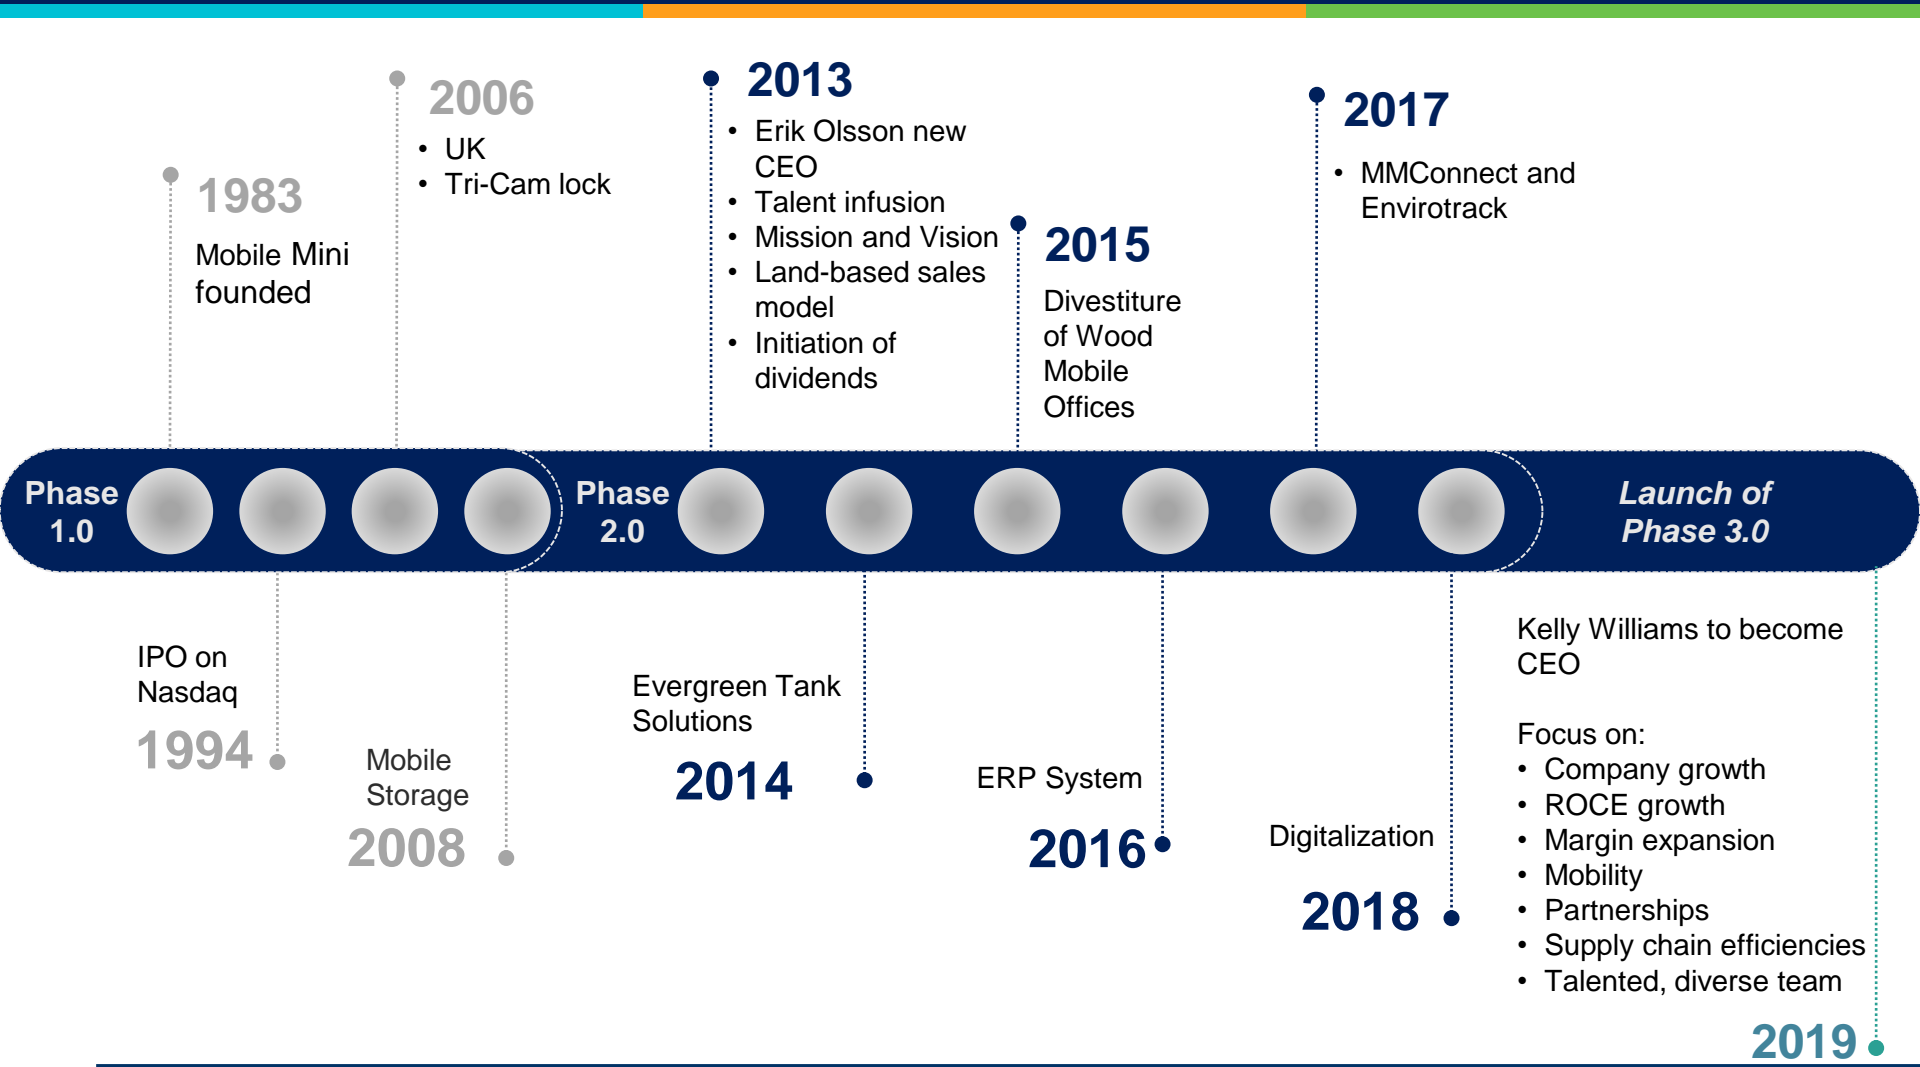 2006
• UK
• Tri-Cam lock
1983
Mobile Mini
founded
2013
• Erik Olsson new
CEO
• Talent infusion
• Mission and Vision
• Land-based sales
model
• Initiation of
dividends
2015
Divestiture
of Wood
Mobile
Offices
2017
• MMConnect and
Envirotrack
Phase
1.0
Phase
2.0
Launch of
Phase 3.0
IPO on
Nasdaq
1994
Mobile
Storage
2008
Evergreen Tank
Solutions
2014
ERP System
2016
Digitalization
2018
Kelly Williams to become
CEO
Focus on:
• Company growth
• ROCE growth
• Margin expansion
• Mobility
• Partnerships
• Supply chain efficiencies
• Talented, diverse team
2019